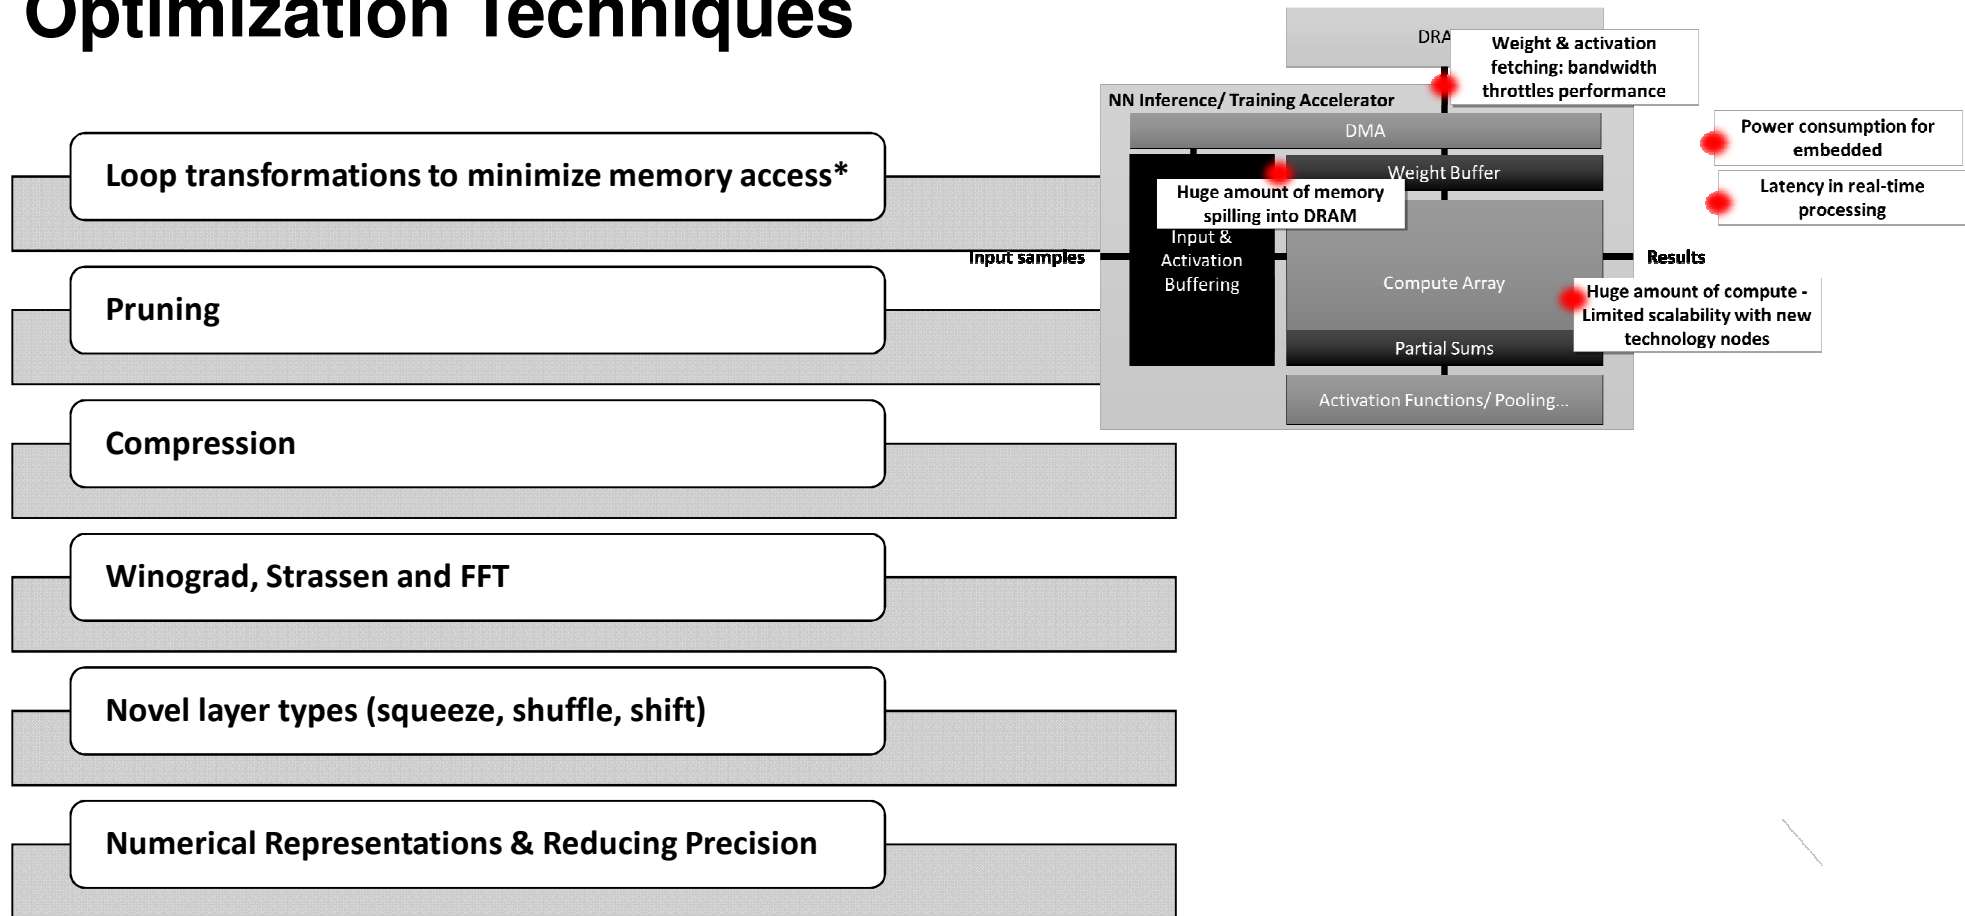 Optimization Techniques
Loop transformations to minimize memory access*
Pruning
Compression
Winograd, Strassen and FFT
Novel layer types (squeeze, shuffle, shift)
Numerical Representations & Reducing Precision
DRA
Weight & activation
fetching: bandwidth
throttles performance
NN Inference/ Training Accelerator
DMA
Weight Buffer
Huge amount of memory
spilling into DRAM
Input &
Activation
Buffering
Input samples
Compute Array
Partial Sums
Activation Functions/ Pooling...
Results
Power consumption for
embedded
Latency in real-time
processing
Huge amount of compute -
Limited scalability with new
technology nodes